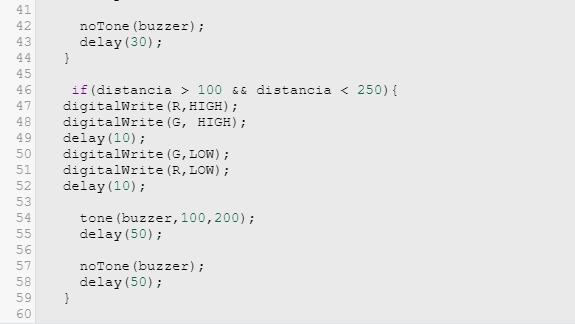 41
42 noTone(buzzer);
43 delay(30);
44 }
45
46 if(distancia > 100 && distancia < 250){
47 digitalWrite(R,HIGH);
48 digitalWrite(G, HIGH);
49 delay(10);
50 digitalWrite(G,LOW);
51 digitalWrite(R,LOW);
52 delay(10);
53
54 tone(buzzer,100,200);
55 delay(50);
56
57 noTone(buzzer);
58 delay(50);
59 }
60